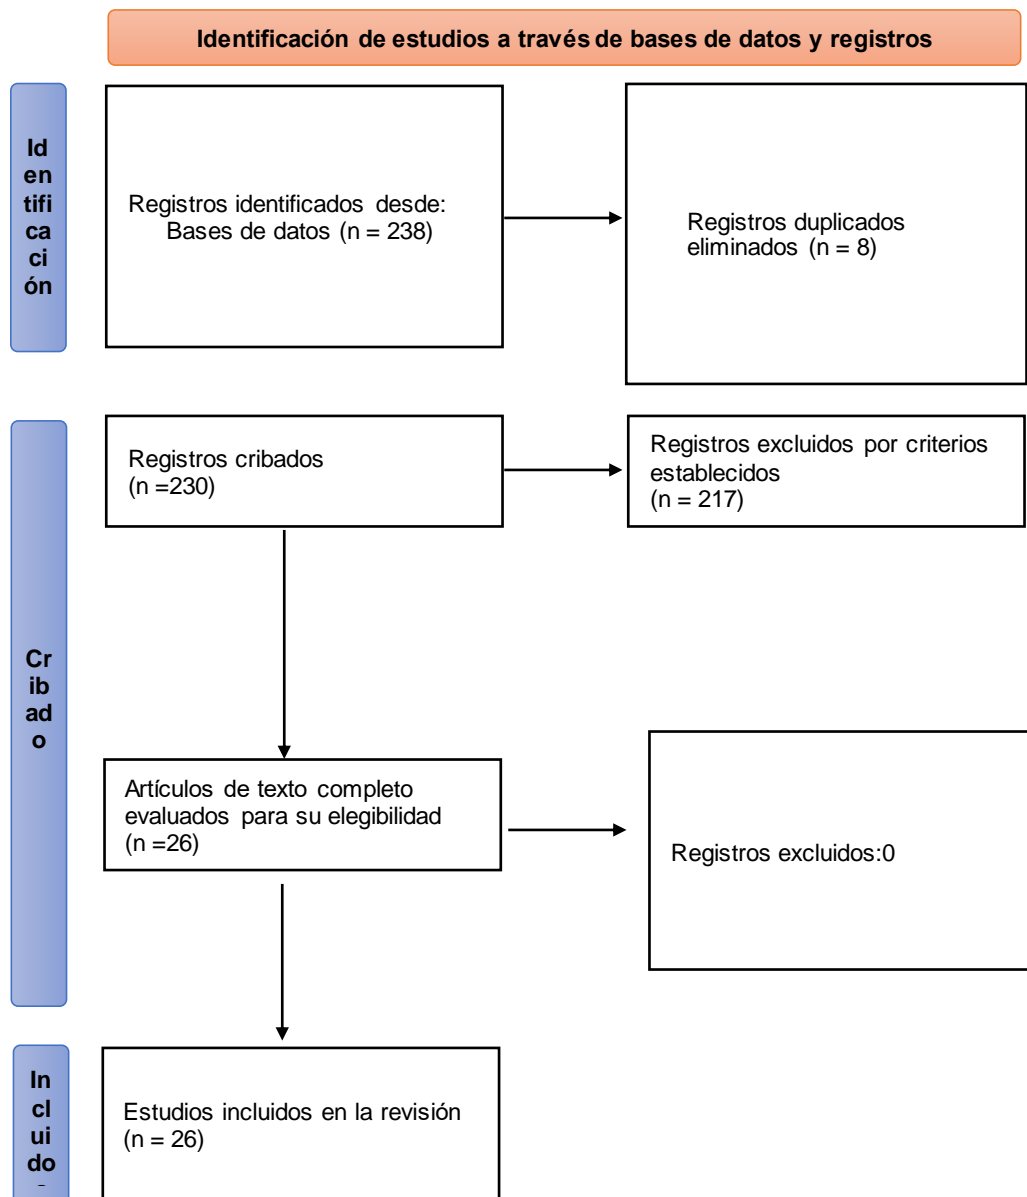 Identificación de estudios a través de bases de datos y registros
Id
en
tifi
ca
ci
ón
Registros identificados desde:
Bases de datos (n = 238)
Registros duplicados
eliminados (n = 8)
Cr
ib
ad
o
Registros cribados
(n =230)
Registros excluidos por criterios
establecidos
(n = 217)
Artículos de texto completo
evaluados para su elegibilidad
(n =26)
Registros excluidos:0
In
cl
ui
do
Estudios incluidos en la revisión
(n = 26)